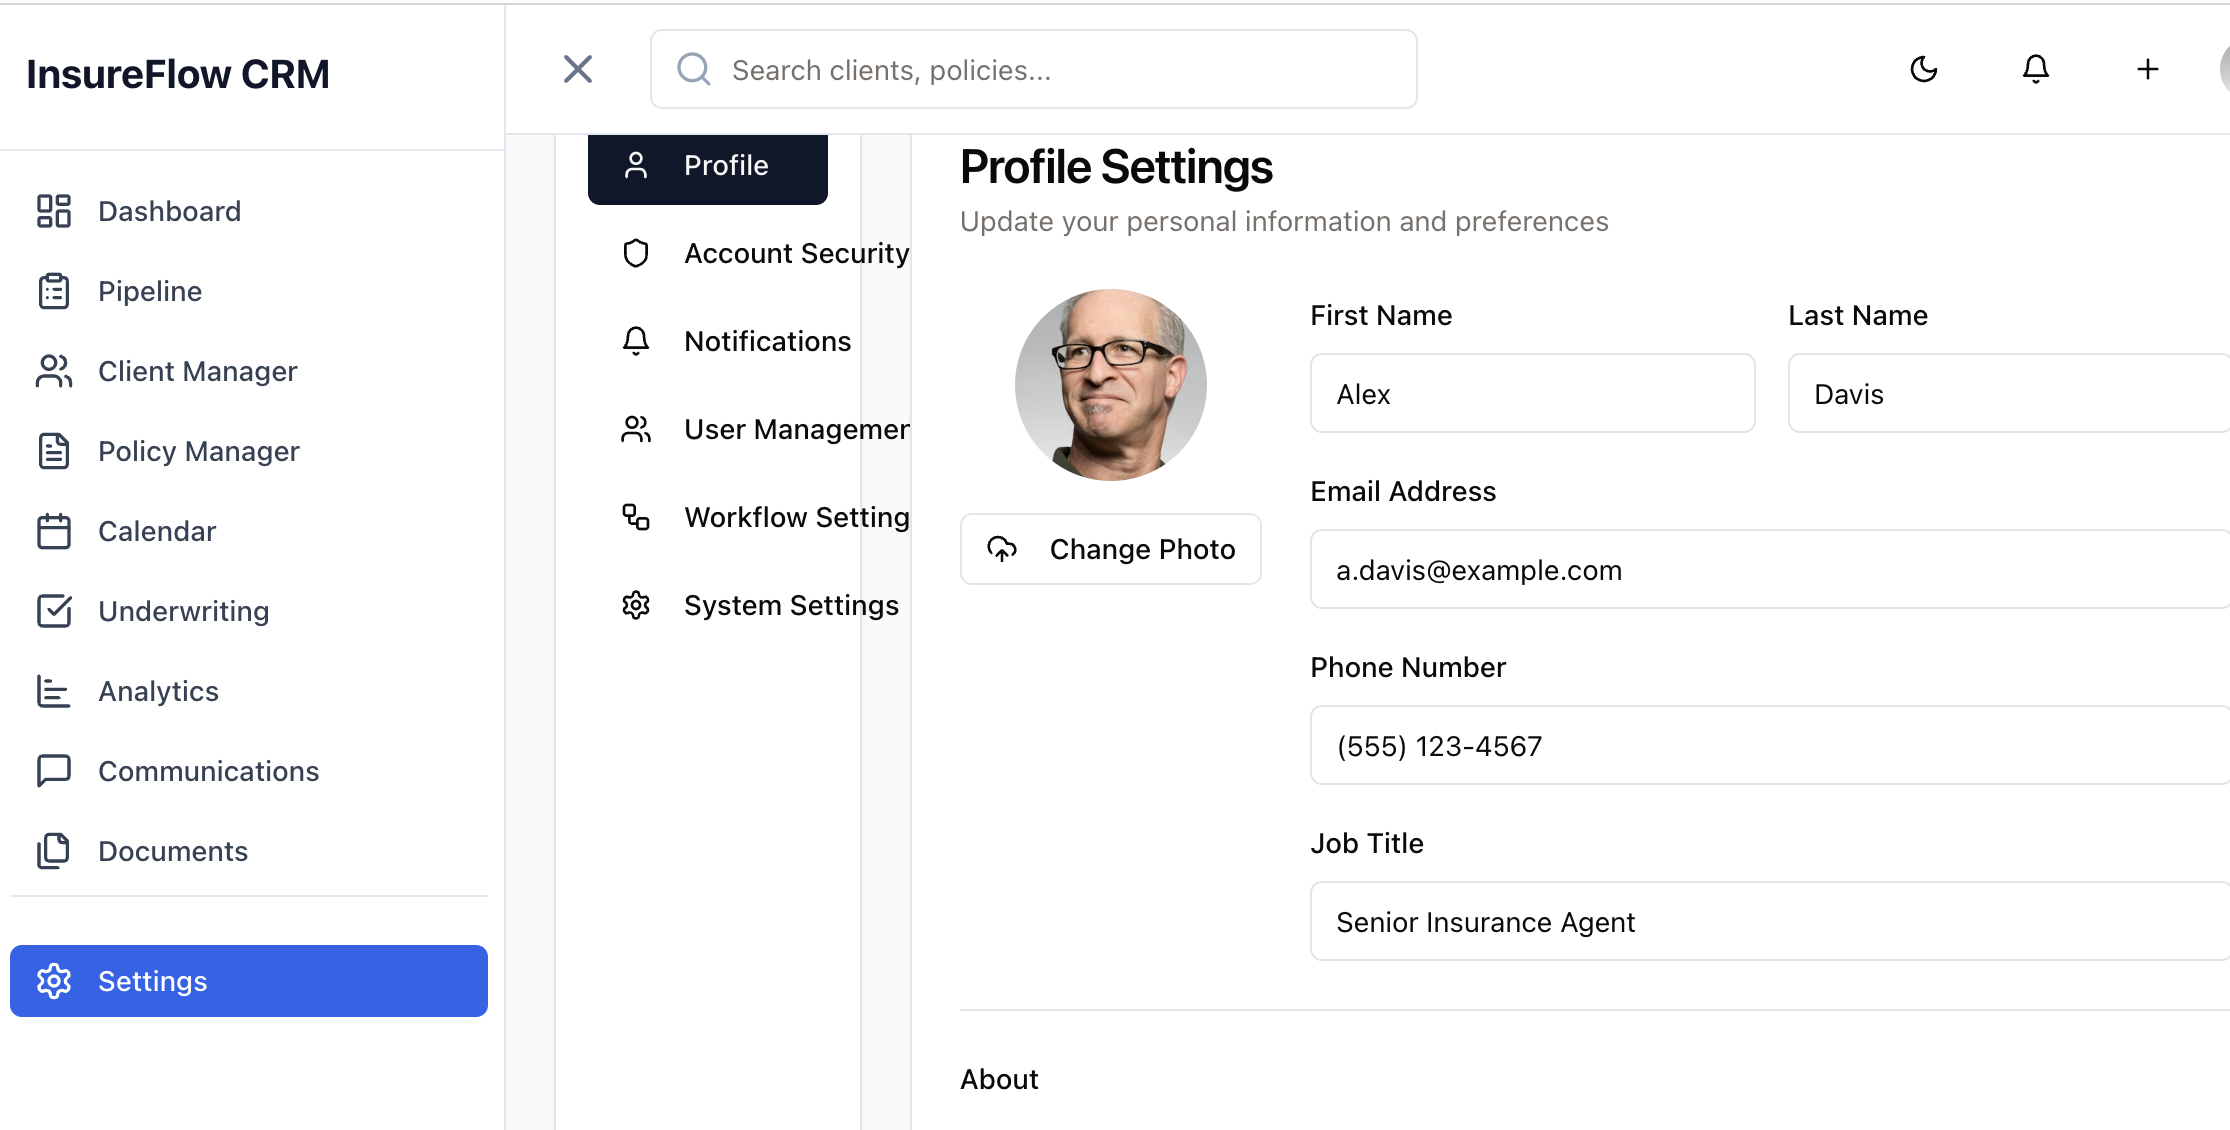 InsureFlow CRM
Search clients, policies...
Dashboard
Pipeline
Client Manager
Policy Manager
Calendar
Underwriting
Analytics
Communications
Documents
Settings
Profile
Account Security
Notifications
User Managemen
Workflow Setting
System Settings
Profile Settings
Update your personal information and preferences
Change Photo
First Name
Last Name
Alex
Davis
Email Address
a.davis@example.com
Phone Number
(555) 123-4567
Job Title
Senior Insurance Agent
About